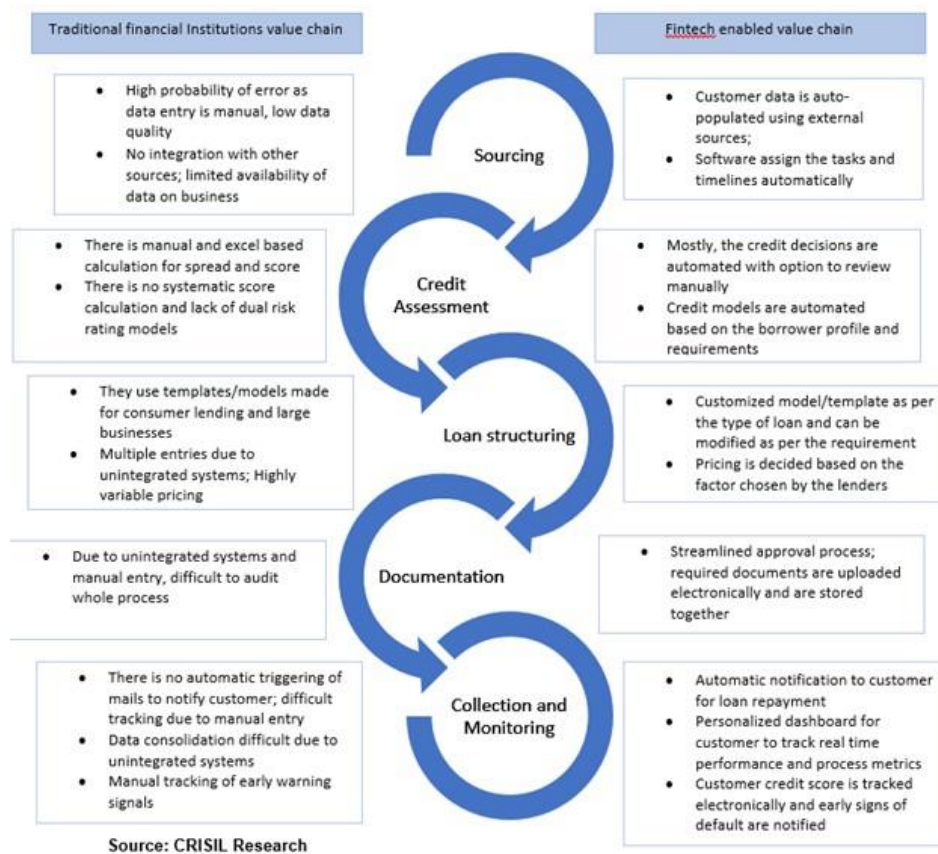 Traditional financial Institutions value chain
Fintech enabled value chain
• High probability of error as
data entry is manual, low data
quality
• No integration with other
sources; limited availability of
data on business
Sourcing
• Customer data is auto-
populated using external
sources;
• Software assign the tasks and
timelines automatically
• There is manual and excel based
calculation for spread and score
• There is no systematic score
calculation and lack of dual risk
rating models
Credit
Assessment
• Mostly, the credit decisions are
automated with option to review
manually
• Credit models are automated
based on the borrower profile and
requirements
• They use templates/models made
for consumer lending and large
businesses
• Multiple entries due to
unintegrated systems; Highly
variable pricing
Loan structuring
• Customized model/template as per
the type of loan and can be
modified as per the requirement
• Pricing is decided based on the
factor chosen by the lenders
• Due to unintegrated systems and
manual entry, difficult to audit
whole process
Documentation
• Streamlined approval process;
required documents are uploaded
electronically and are stored
together
• There is no automatic triggering of
mails to notify customer; difficult
tracking due to manual entry
• Data consolidation difficult due to
unintegrated systems
• Manual tracking of early warning
signals
Collection and
Monitoring
• Automatic notification to customer
for loan repayment
• Personalized dashboard for
customer to track real time
performance and process metrics
• Customer credit score is tracked
electronically and early signs of
default are notified
Source: CRISIL Research